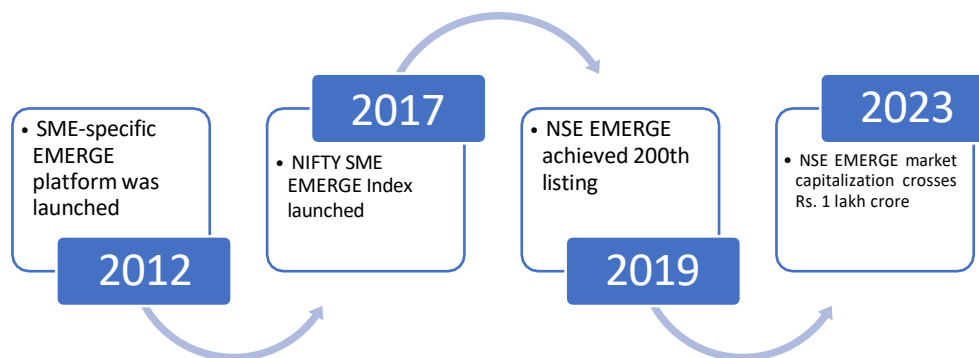 • SME-specific
EMERGE
platform was
launched
2012
2017
• NIFTY SME
EMERGE Index
launched
• NSE EMERGE
achieved 200th
listing
2019
2023
• NSE EMERGE market
capitalization crosses
Rs. 1 lakh crore